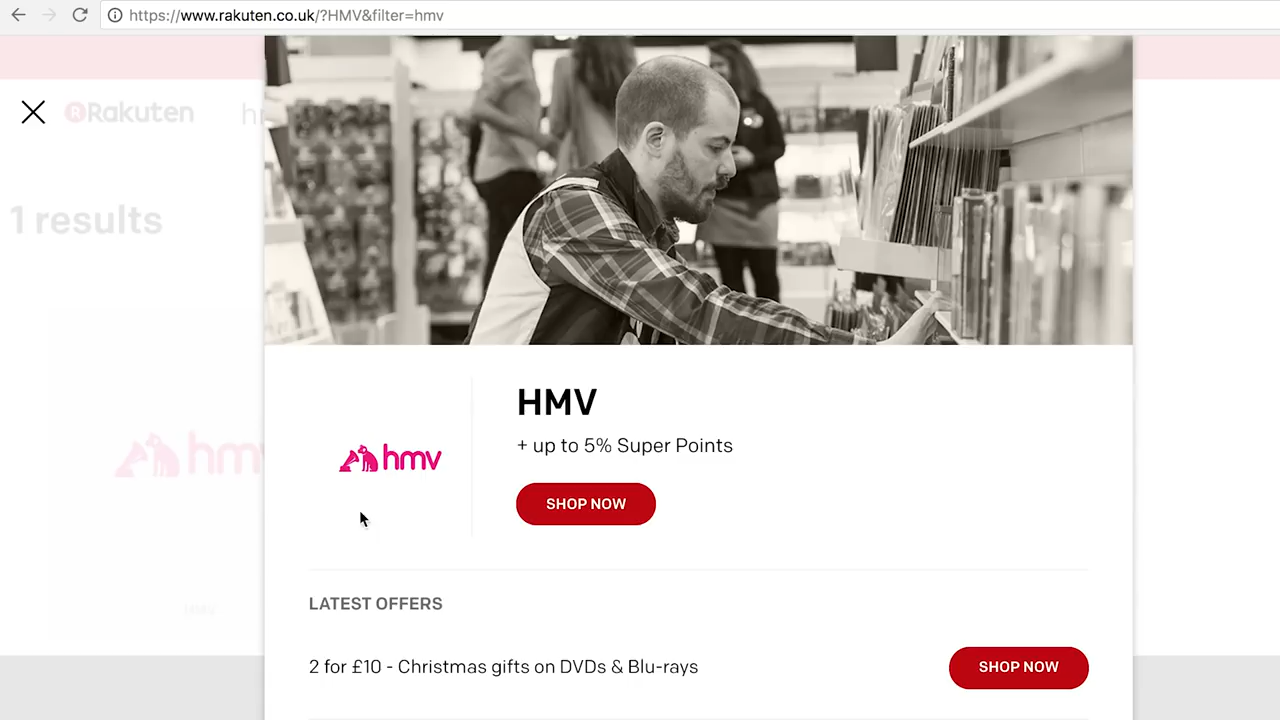 https://www.rakuten.co.uk/?HMV&filter=hmv
Rakuten
1 results
hmv
HMV
+ up to 5% Super Points
hmv
SHOP NOW
LATEST OFFERS
2 for £10 - Christmas gifts on DVDs & Blu-rays
SHOP NOW